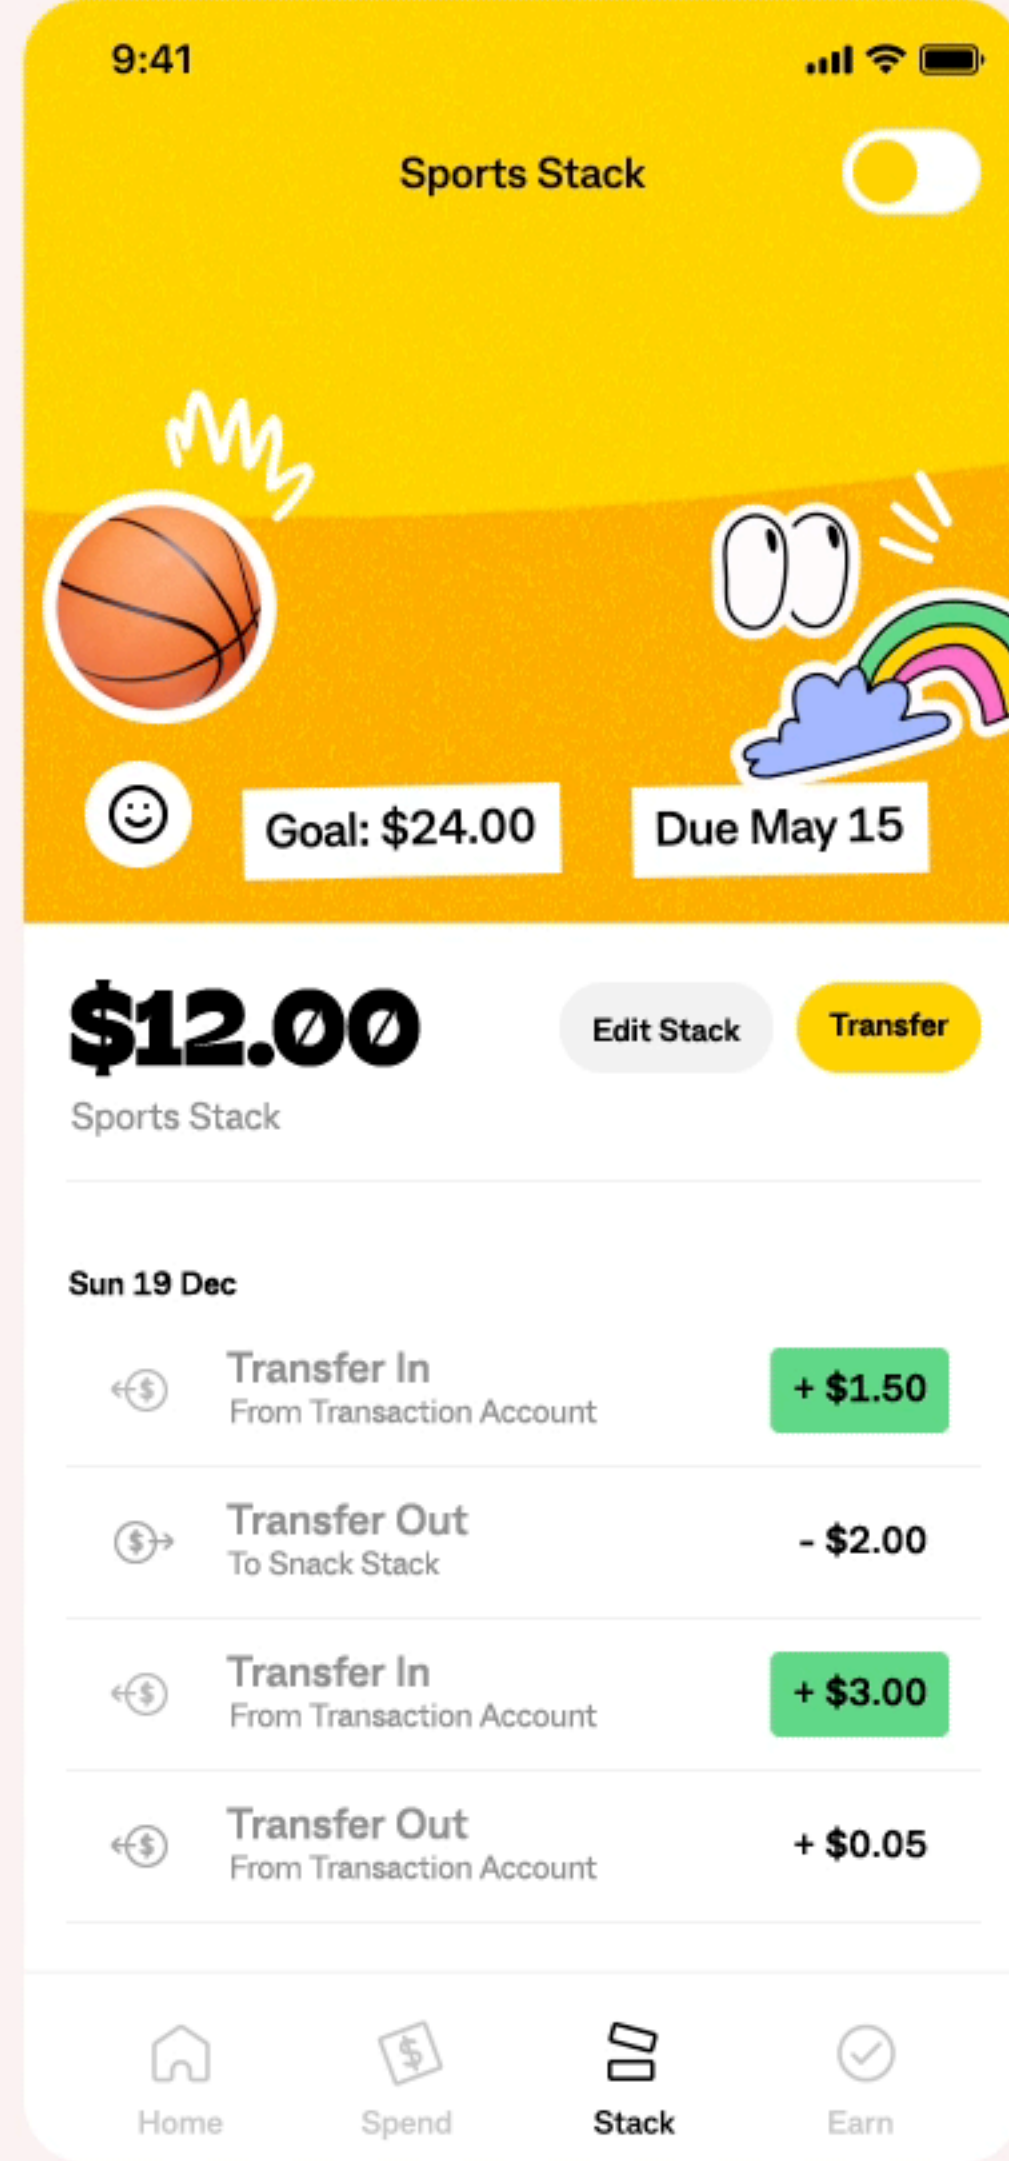 9:41
Sports Stack
Goal: $24.00
Due May 15
$12.00
Edit Stack
Transfer
Sports Stack
Sun 19 Dec
Transfer In
From Transaction Account
+ $1.50
Transfer Out
To Snack Stack
- $2.00
Transfer In
From Transaction Account
+ $3.00
Transfer Out
From Transaction Account
+ $0.05
Home
Spend
Stack
Earn